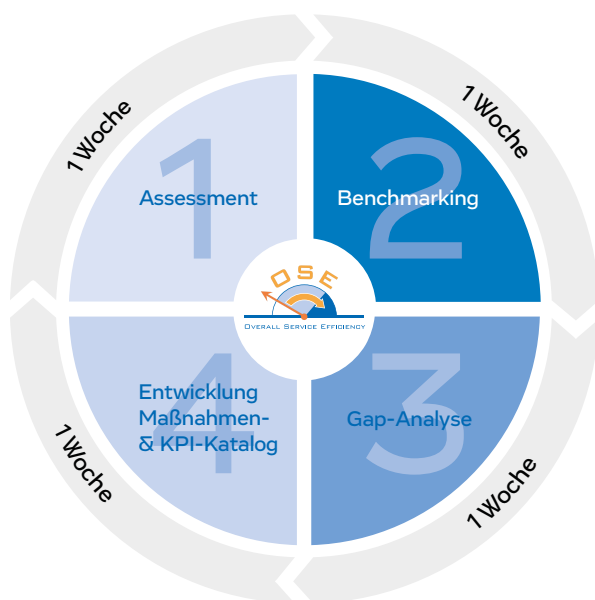 1 Woche
1
Assessment
1 Woche
2
Benchmarking
OSE
OVERALL SERVICE EFFICIENCY
1 Woche
3
Gap-Analyse
1 Woche
4
Entwicklung
Maßnahmen-
& KPI-Katalog